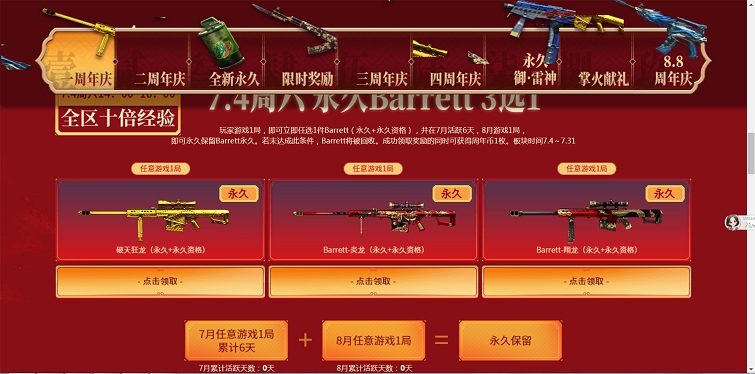 一周年庆
二周年庆
全新永久
限时奖励
三周年庆
四周年庆
永久
御·雷神
掌火献礼
8.8
周年庆
全区十倍经验
7.4周六 永久Barrett 3选1
玩家游戏1局，即可立即任选1件Barrett（永久+永久资格），并在7月活跃6天，8月游戏1局，
即可永久保留Barrett永久。若未达成此条件，Barrett将被回收。成功领取奖励的同时可获得周年币1枚。板块时间7.4～7.31
任意游戏1局
任意游戏1局
任意游戏1局
永久
永久
永久
破天狂龙（永久+永久资格）
Barrett-炎龙（永久+永久资格）
Barrett-翔龙（永久+永久资格）
- 点击领取 -
- 点击领取 -
- 点击领取 -
7月任意游戏1局
累计6天
+
8月任意游戏1局
=
永久保留
7月累计活跃天数：0天
8月累计活跃天数：0天